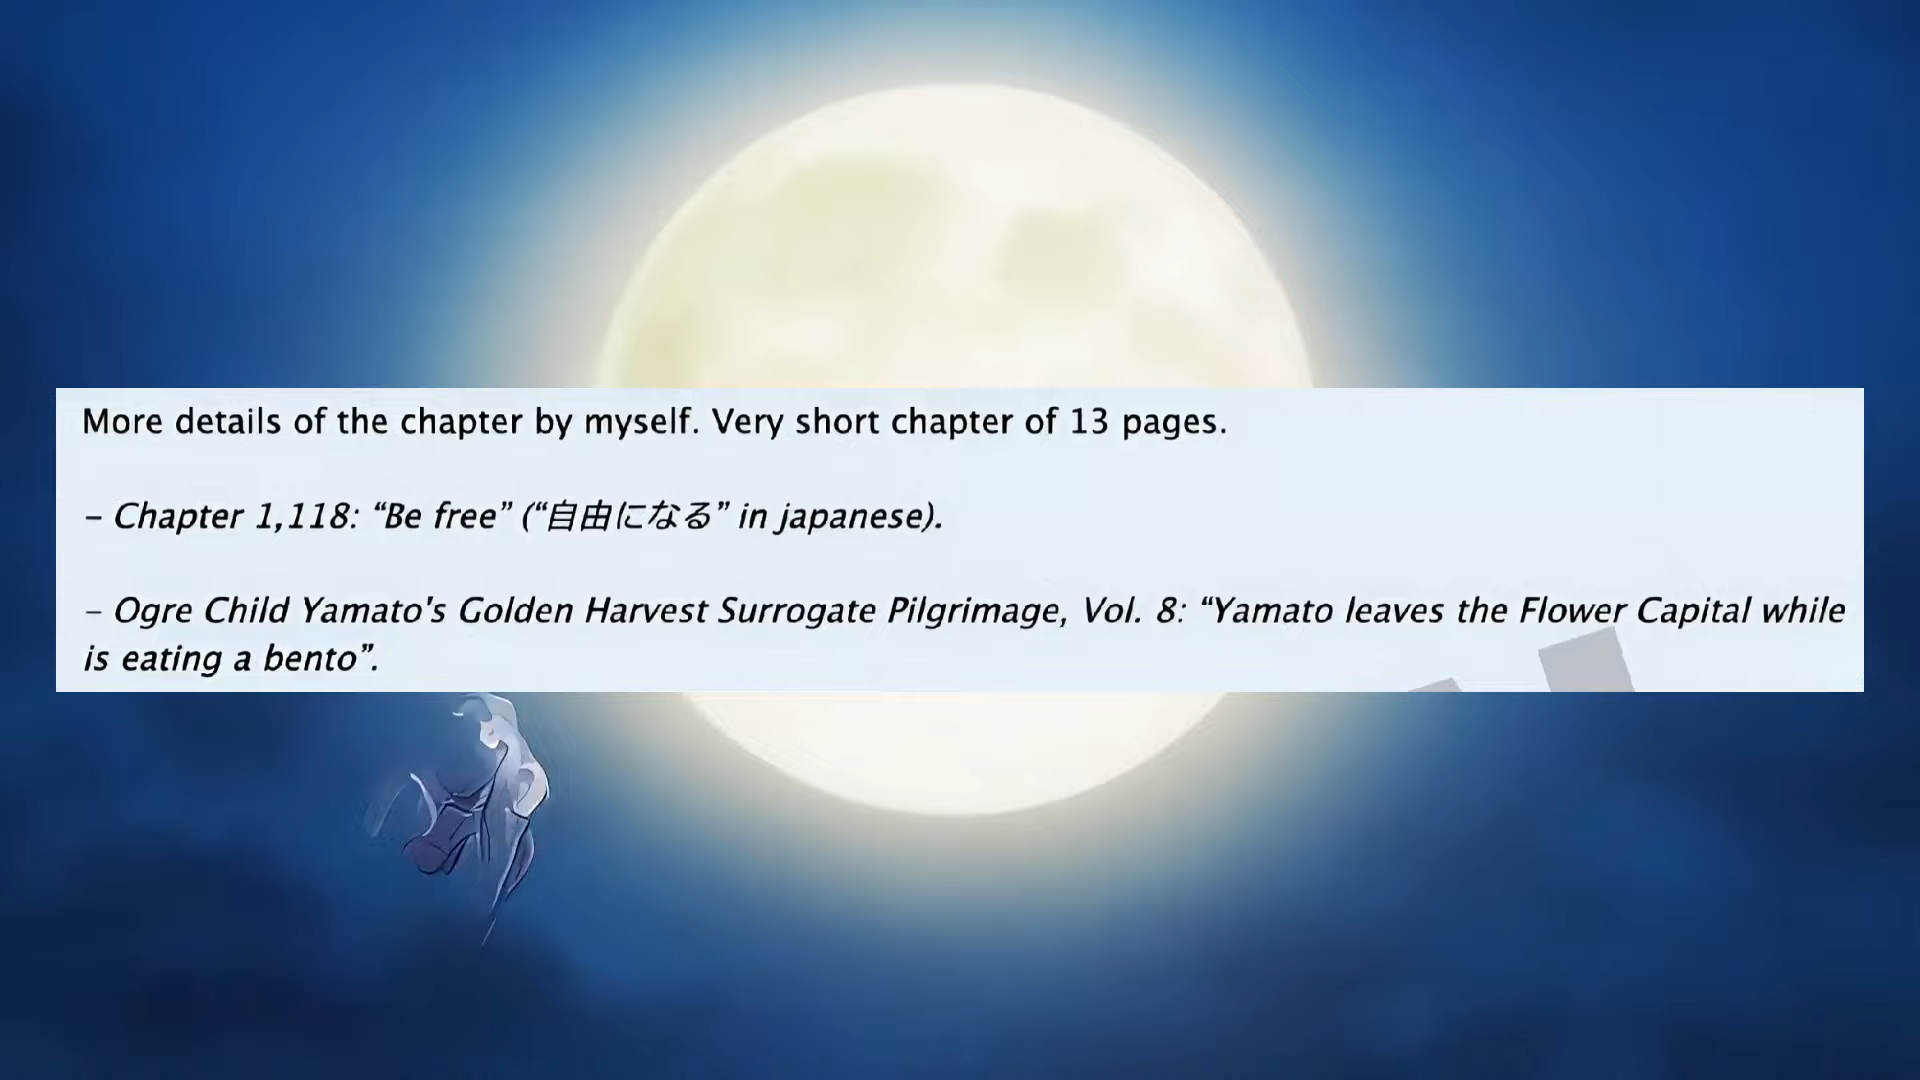 More details of the chapter by myself. Very short chapter of 13 pages.
– Chapter 1,118: “Be free” (“自由になる” in japanese).
– Ogre Child Yamato's Golden Harvest Surrogate Pilgrimage, Vol. 8: “Yamato leaves the Flower Capital while
is eating a bento”.